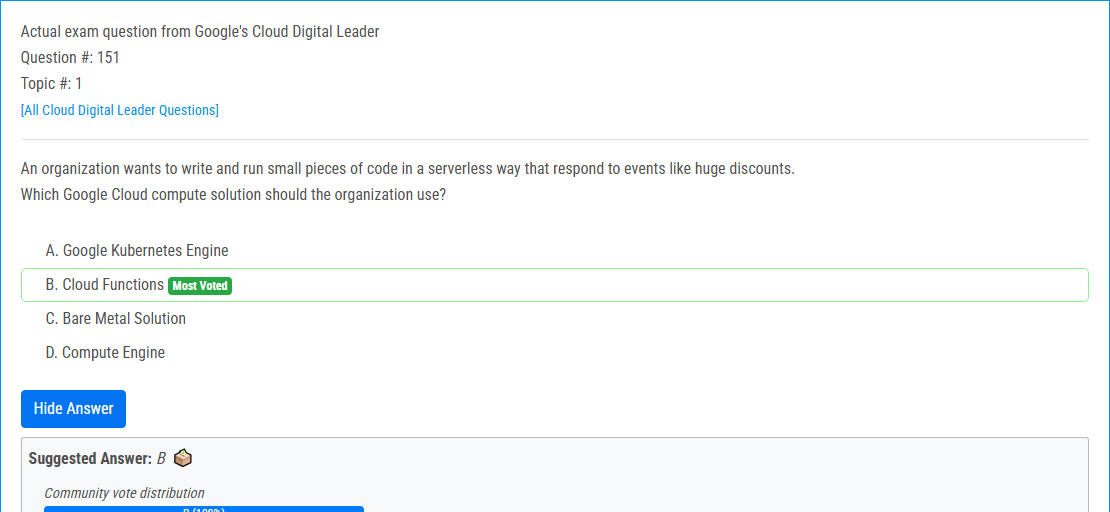 Actual exam question from Google's Cloud Digital Leader
Question #: 151
Topic #: 1
[All Cloud Digital Leader Questions]
An organization wants to write and run small pieces of code in a serverless way that respond to events like huge discounts.
Which Google Cloud compute solution should the organization use?
A. Google Kubernetes Engine
B. Cloud Functions Most Voted
C. Bare Metal Solution
D. Compute Engine
Hide Answer
Suggested Answer: B
Community vote distribution
B (100%)